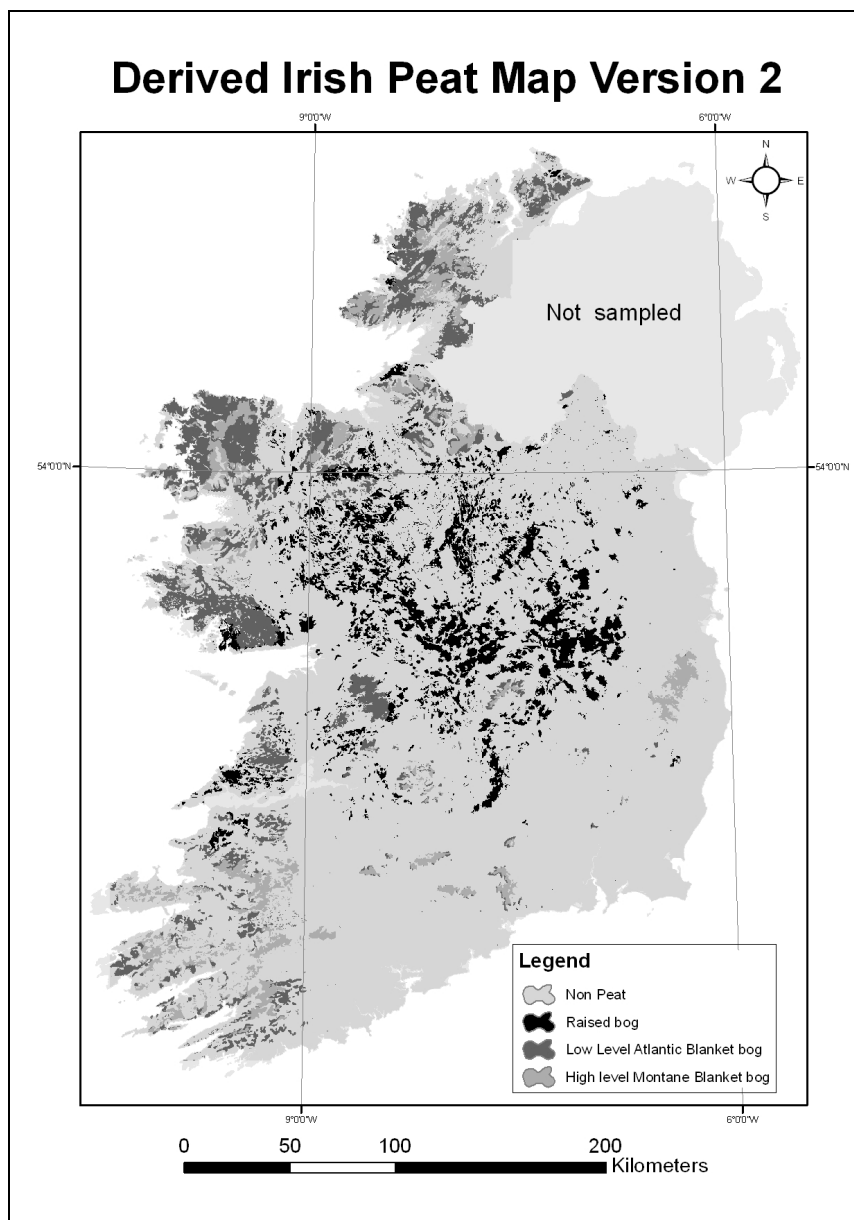 Derived Irish Peat Map Version 2
9°0'0"W
6°0'0"W
N
W
E
S
Not sampled
54°0'0"N
54°0'0"N
Legend
Non Peat
Raised bog
Low Level Atlantic Blanket bog
High level Montane Blanket bog
9°0'0"W
6°0'0"W
0
50
100
200
Kilometers